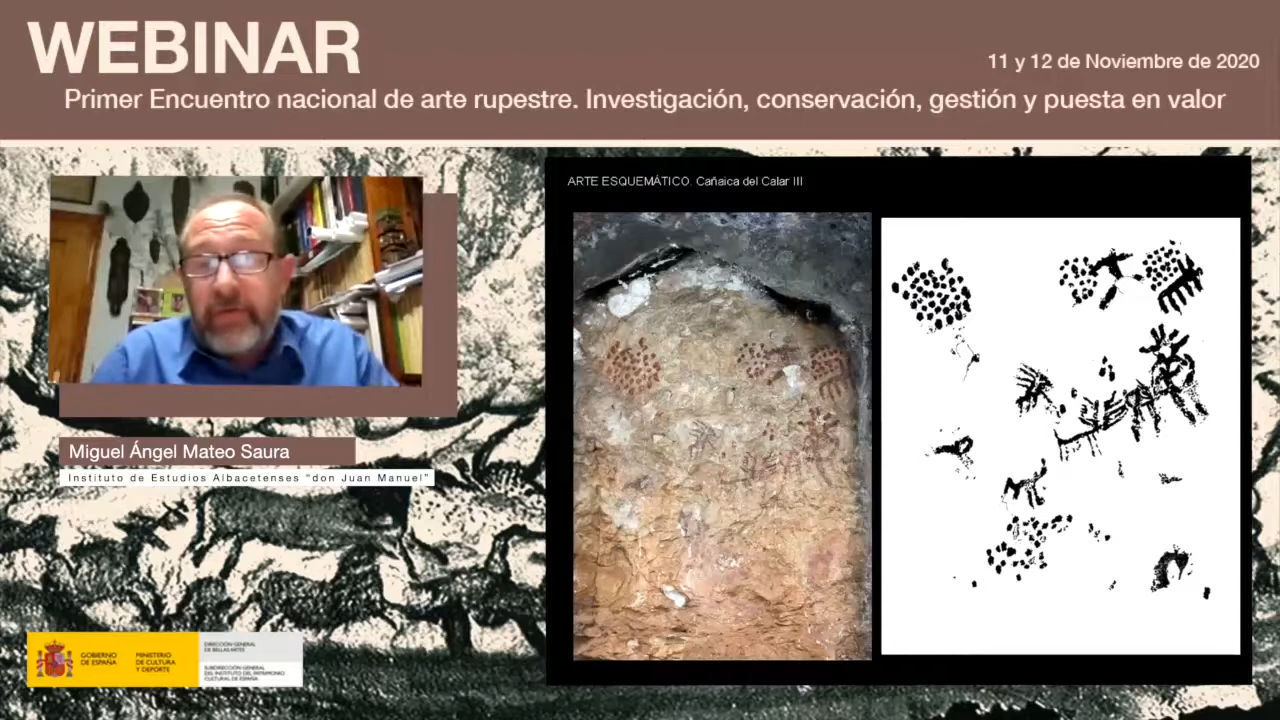 WEBINAR
11 y 12 de Noviembre de 2020
Primer Encuentro nacional de arte rupestre. Investigación, conservación, gestión y puesta en valor
ARTE ESQUEMÁTICO. Cañaica del Calar III
Miguel Ángel Mateo Saura
Instituto de Estudios Albacetenses "don Juan Manuel"
GOBIERNO
DE ESPAÑA
MINISTERIO
DE CULTURA
Y DEPORTE
DIRECCIÓN GENERAL
DE BELLAS ARTES
SUBDIRECCIÓN GENERAL
DEL INSTITUTO DEL PATRIMONIO
CULTURAL DE ESPAÑA